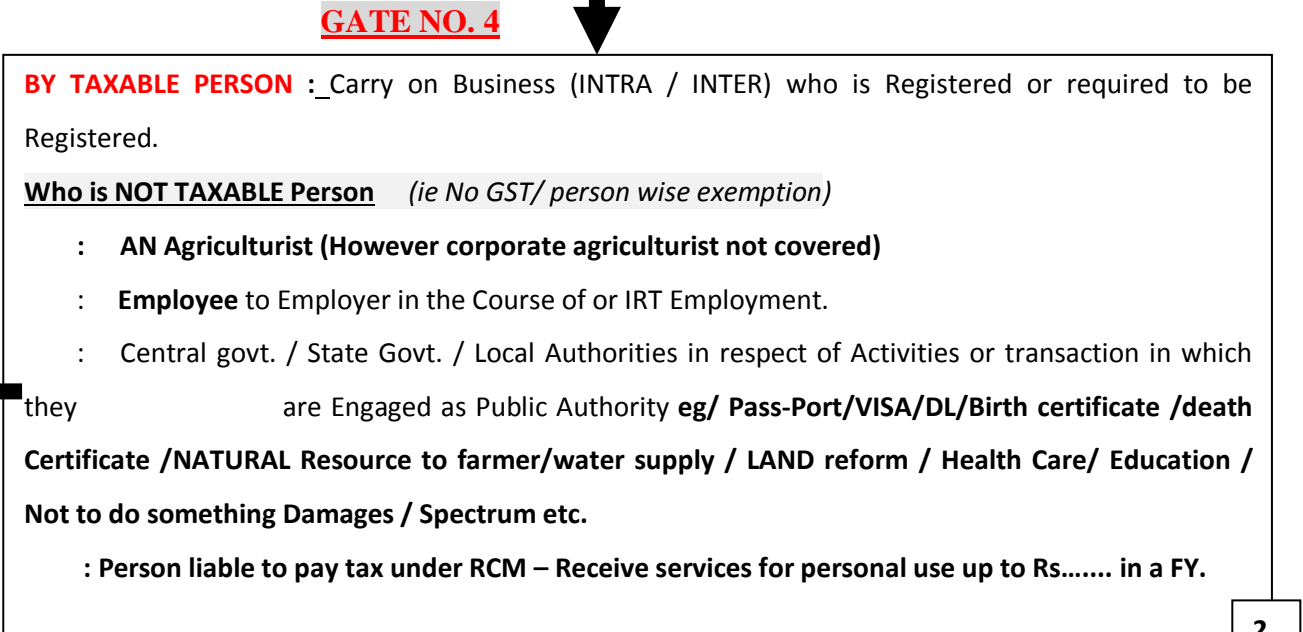 GATE NO. 4
BY TAXABLE PERSON : Carry on Business (INTRA / INTER) who is Registered or required to be
Registered.
Who is NOT TAXABLE Person (ie No GST/ person wise exemption)
: AN Agriculturist (However corporate agriculturist not covered)
: Employee to Employer in the Course of or IRT Employment.
: Central govt. / State Govt. / Local Authorities in respect of Activities or transaction in which
they are Engaged as Public Authority eg/ Pass-Port/VISA/DL/Birth certificate /death
Certificate /NATURAL Resource to farmer/water supply / LAND reform / Health Care/ Education /
Not to do something Damages / Spectrum etc.
: Person liable to pay tax under RCM – Receive services for personal use up to Rs….... in a FY.
2